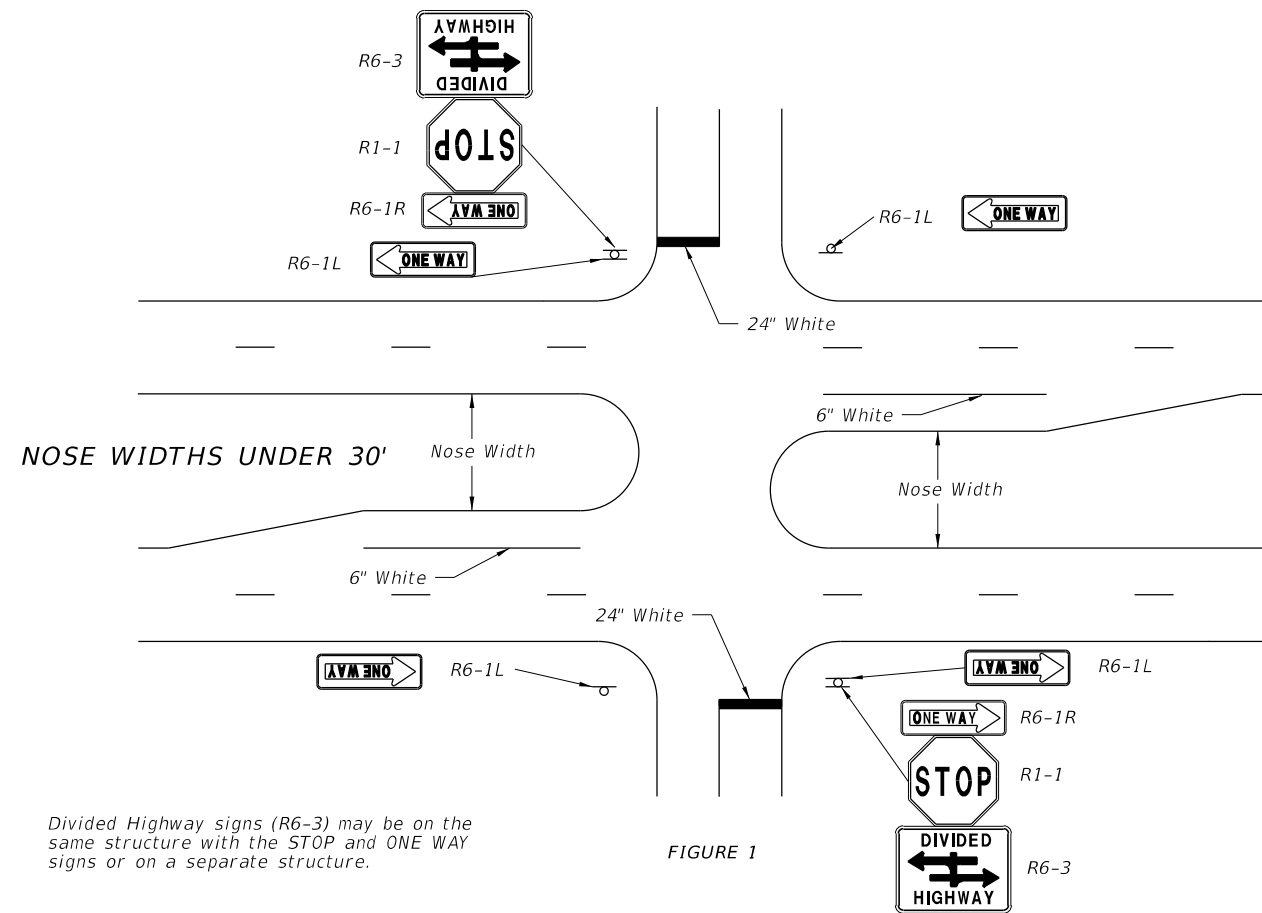 HIGHWAY
DIVIDED
R6-3
STOP
R1-1
ONE WAY
R6-1R
ONE WAY
R6-1L
R6-1L
ONE WAY
24" White
6" White
NOSE WIDTHS UNDER 30'
Nose Width
Nose Width
6" White
24" White
ONE WAY
R6-1L
ONE WAY
R6-1L
ONE WAY
R6-1R
STOP
R1-1
DIVIDED
HIGHWAY
R6-3
Divided Highway signs (R6-3) may be on the
same structure with the STOP and ONE WAY
signs or on a separate structure.
FIGURE 1